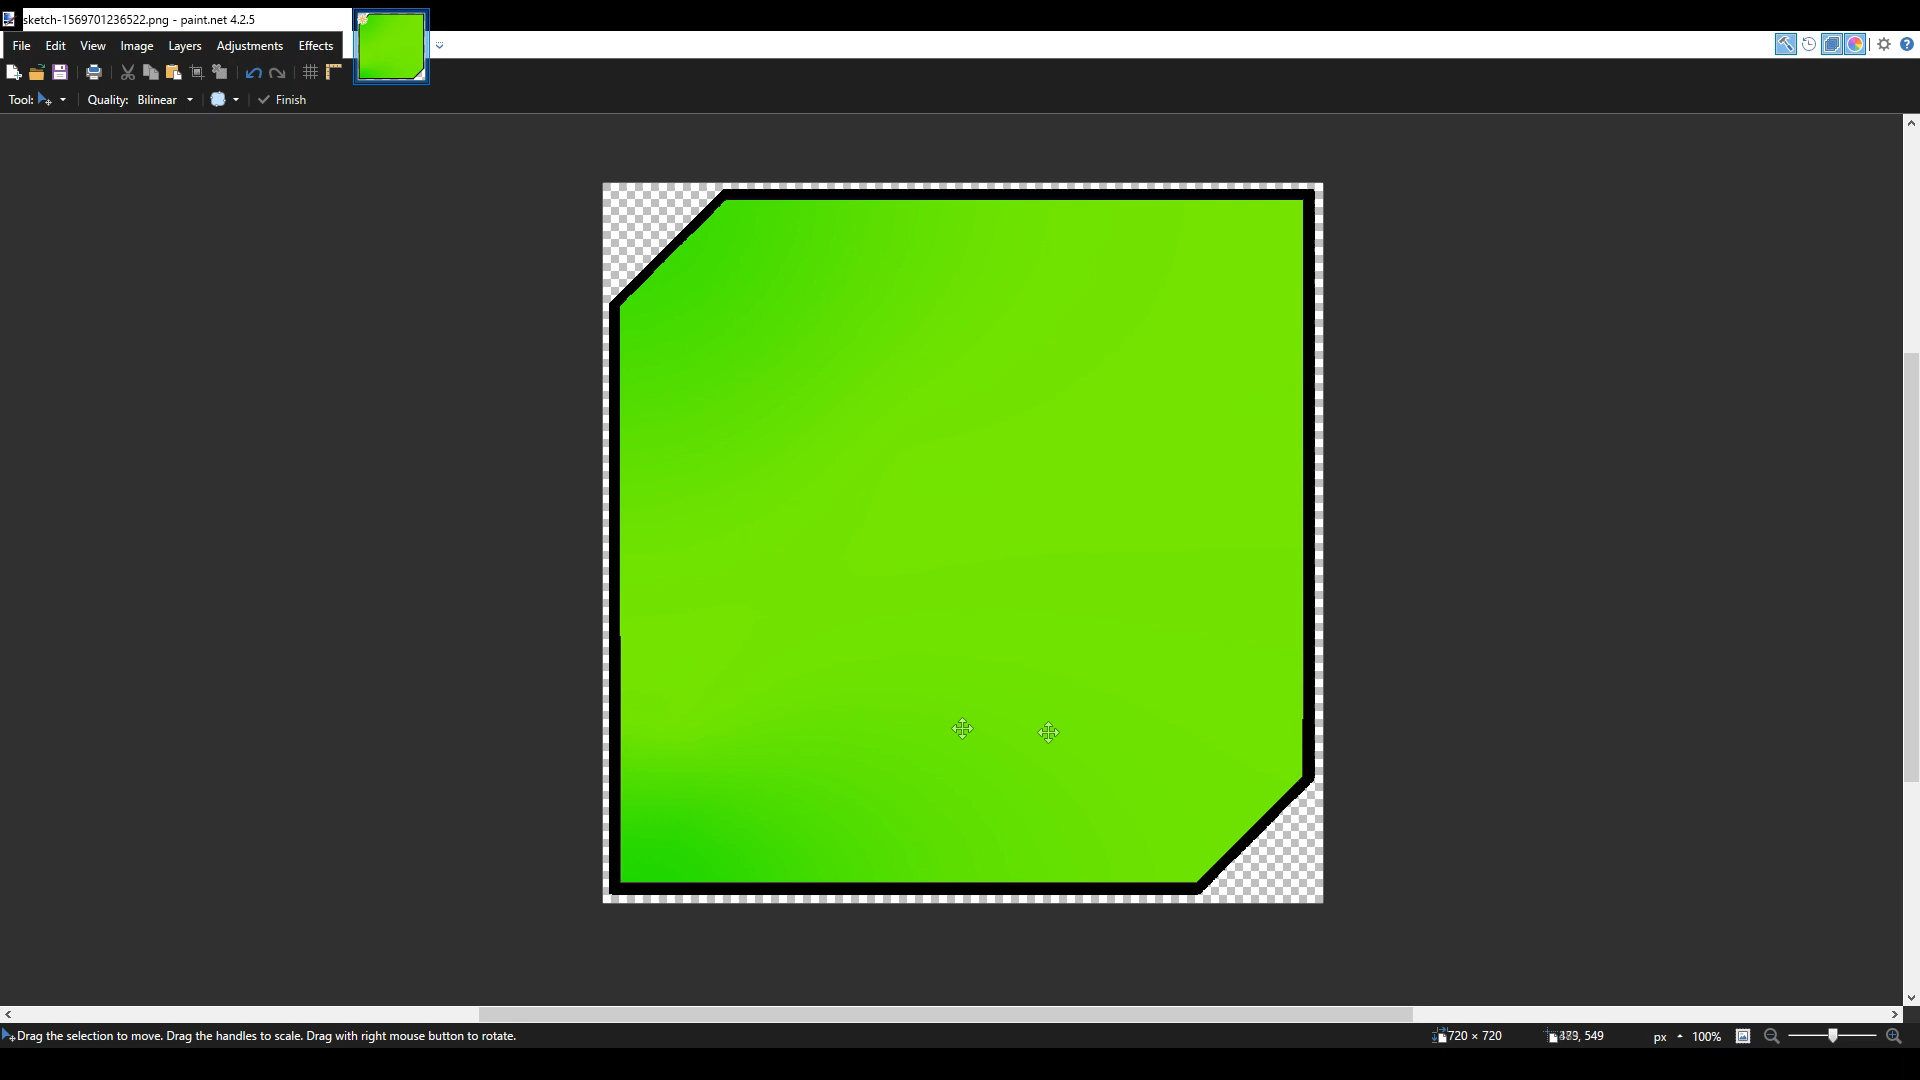 sketch-1569701236522.png - paint.net 4.2.5
File Edit View Image Layers Adjustments Effects
Tool: Quality: Bilinear Finish
Drag the selection to move. Drag the handles to scale. Drag with right mouse button to rotate. 720 × 720 549 px 100%